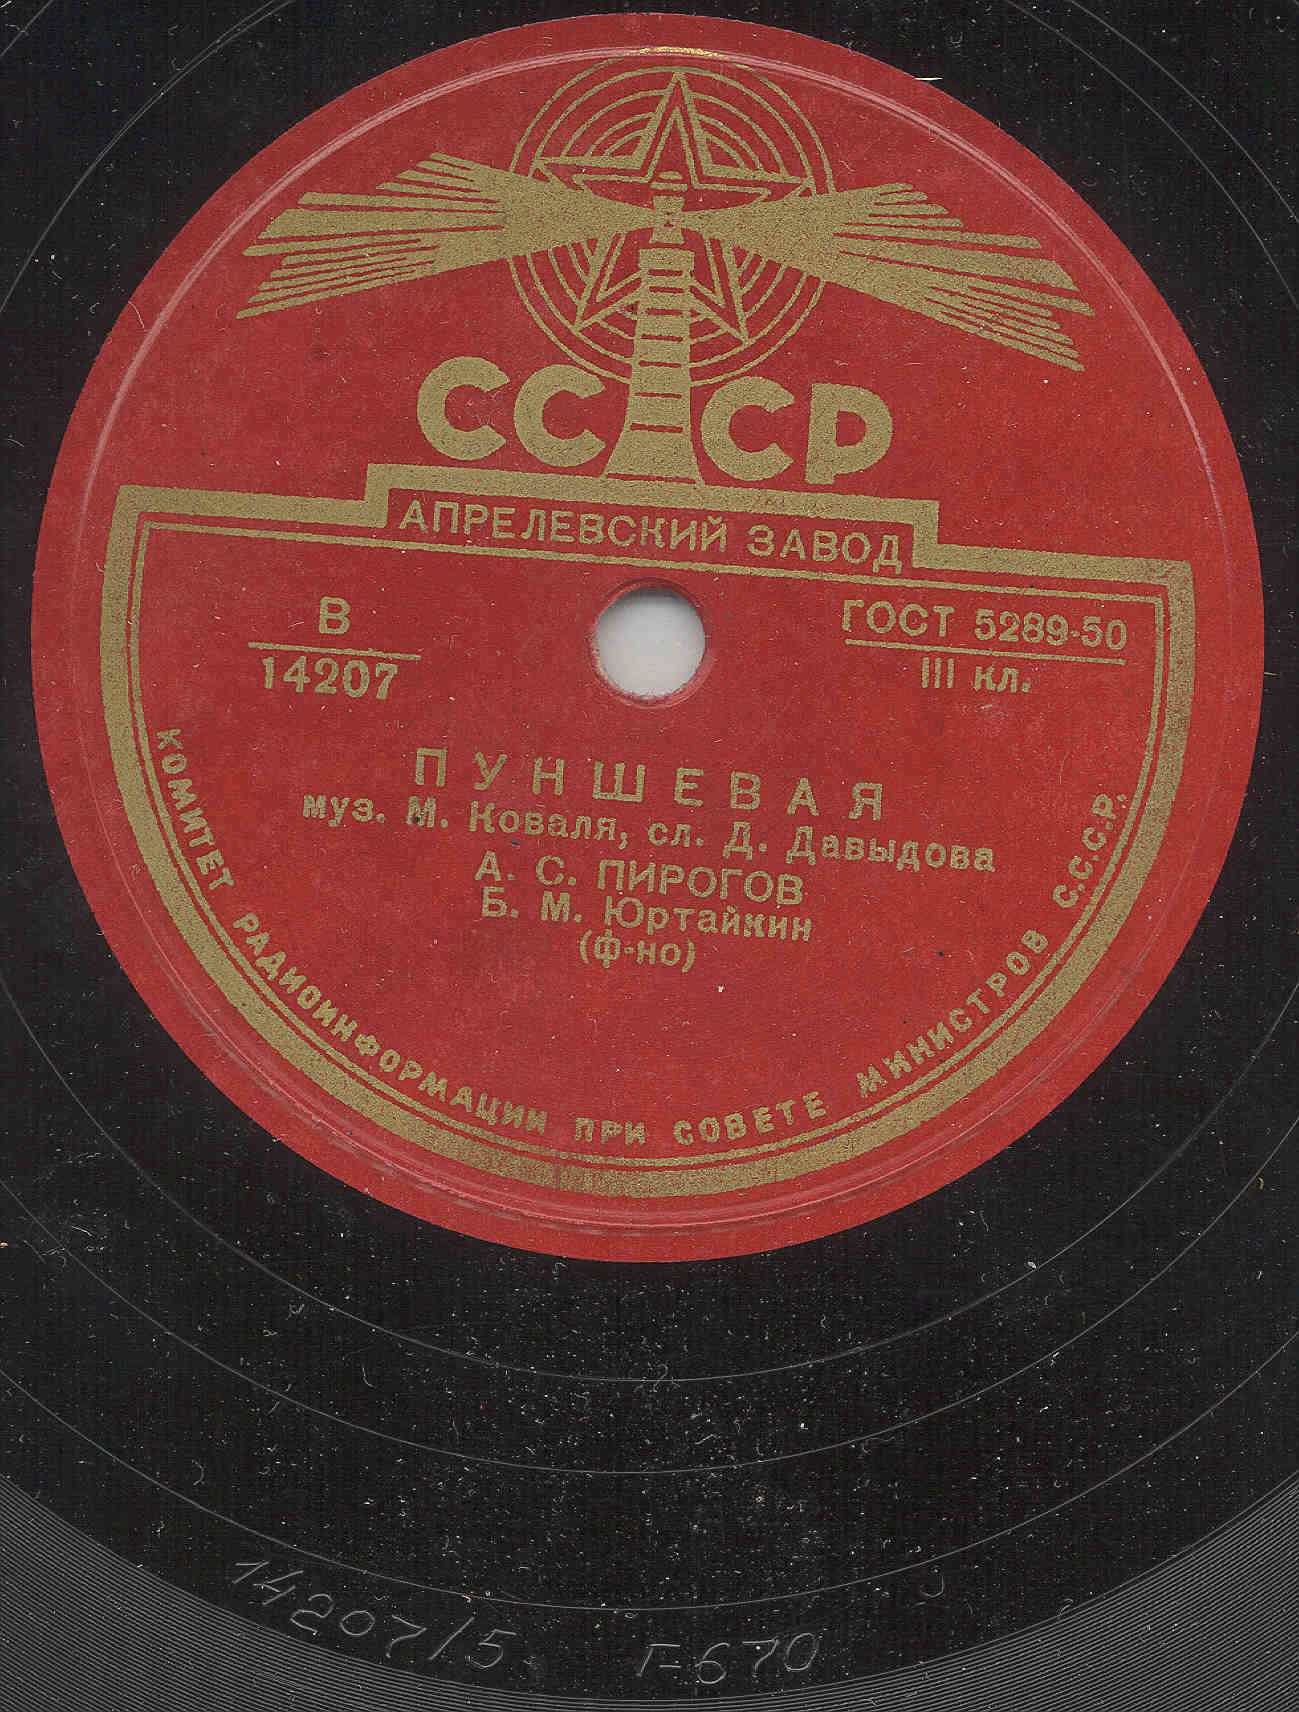 СССР
АПРЕЛЕВСКИЙ ЗАВОД
В
14207
ГОСТ 5289-50
III кл.
ПУНШЕВАЯ
муз. М. Коваля, сл. Д. Давыдова
А. С. ПИРОГОВ
Б. М. Юртайкин
(ф-но)
КОМИТЕТ РАДИОИНФОРМАЦИИ ПРИ СОВЕТЕ МИНИСТРОВ С.С.С.Р.
14207/5 Г-670